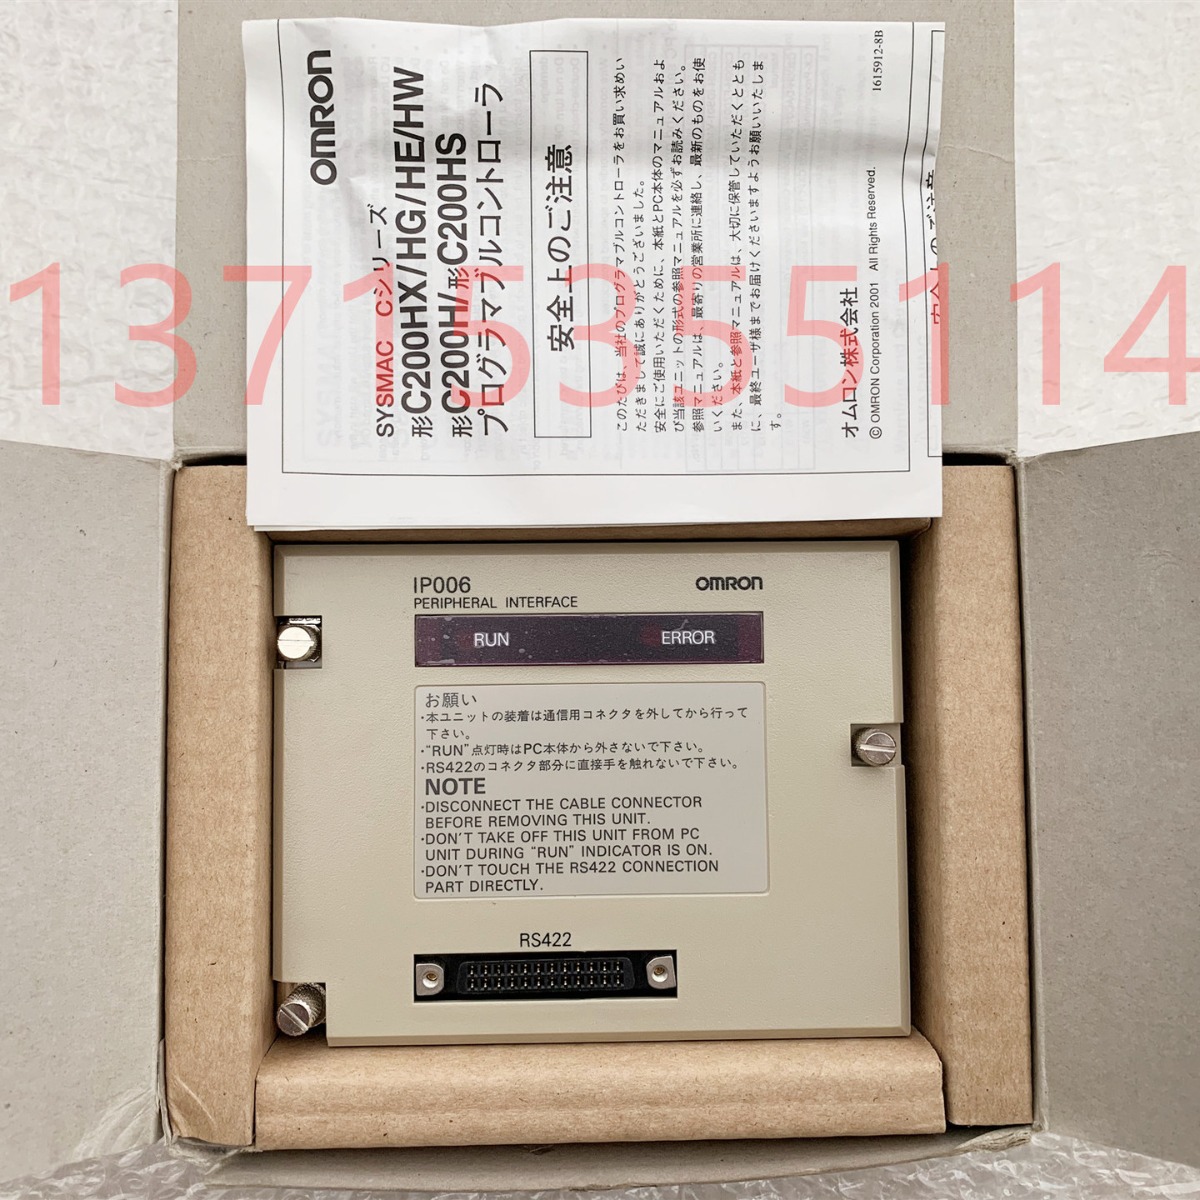 OMRON
SYSMAC Cシリーズ
形C200HX/HG/HE/HW
形C200H/形C200HS
プログラマブルコントローラ
安全上のご注意
このたびは、当社のプログラマブルコントローラをお買い求めい
ただきまして誠にありがとうございました。
安全にご使用いただくために、本紙とPC本体のマニュアルおよ
び当該ユニットの形式の参照マニュアルを必ずお読みください。
参照マニュアルは、最寄りの営業所に連絡し、最新のものをお使
いください。
また、本紙と参照マニュアルは、大切に保管していただくととも
に、最終ユーザ様までお届けくださいますようお願いいたしま
す。
オムロン株式会社
© OMRON Corporation 2001 All Rights Reserved.
1615912-8B
安全上のご注意
13715355114
IP006
OMRON
PERIPHERAL INTERFACE
RUN
ERROR
お願い
·本ユニットの装着は通信用コネクタを外してから行って
下さい。
·“RUN”点灯時はPC本体から外さないで下さい。
·RS422のコネクタ部分に直接手を触れないで下さい。
NOTE
·DISCONNECT THE CABLE CONNECTOR
BEFORE REMOVING THIS UNIT.
·DON'T TAKE OFF THIS UNIT FROM PC
UNIT DURING “RUN” INDICATOR IS ON.
·DON'T TOUCH THE RS422 CONNECTION
PART DIRECTLY.
RS422